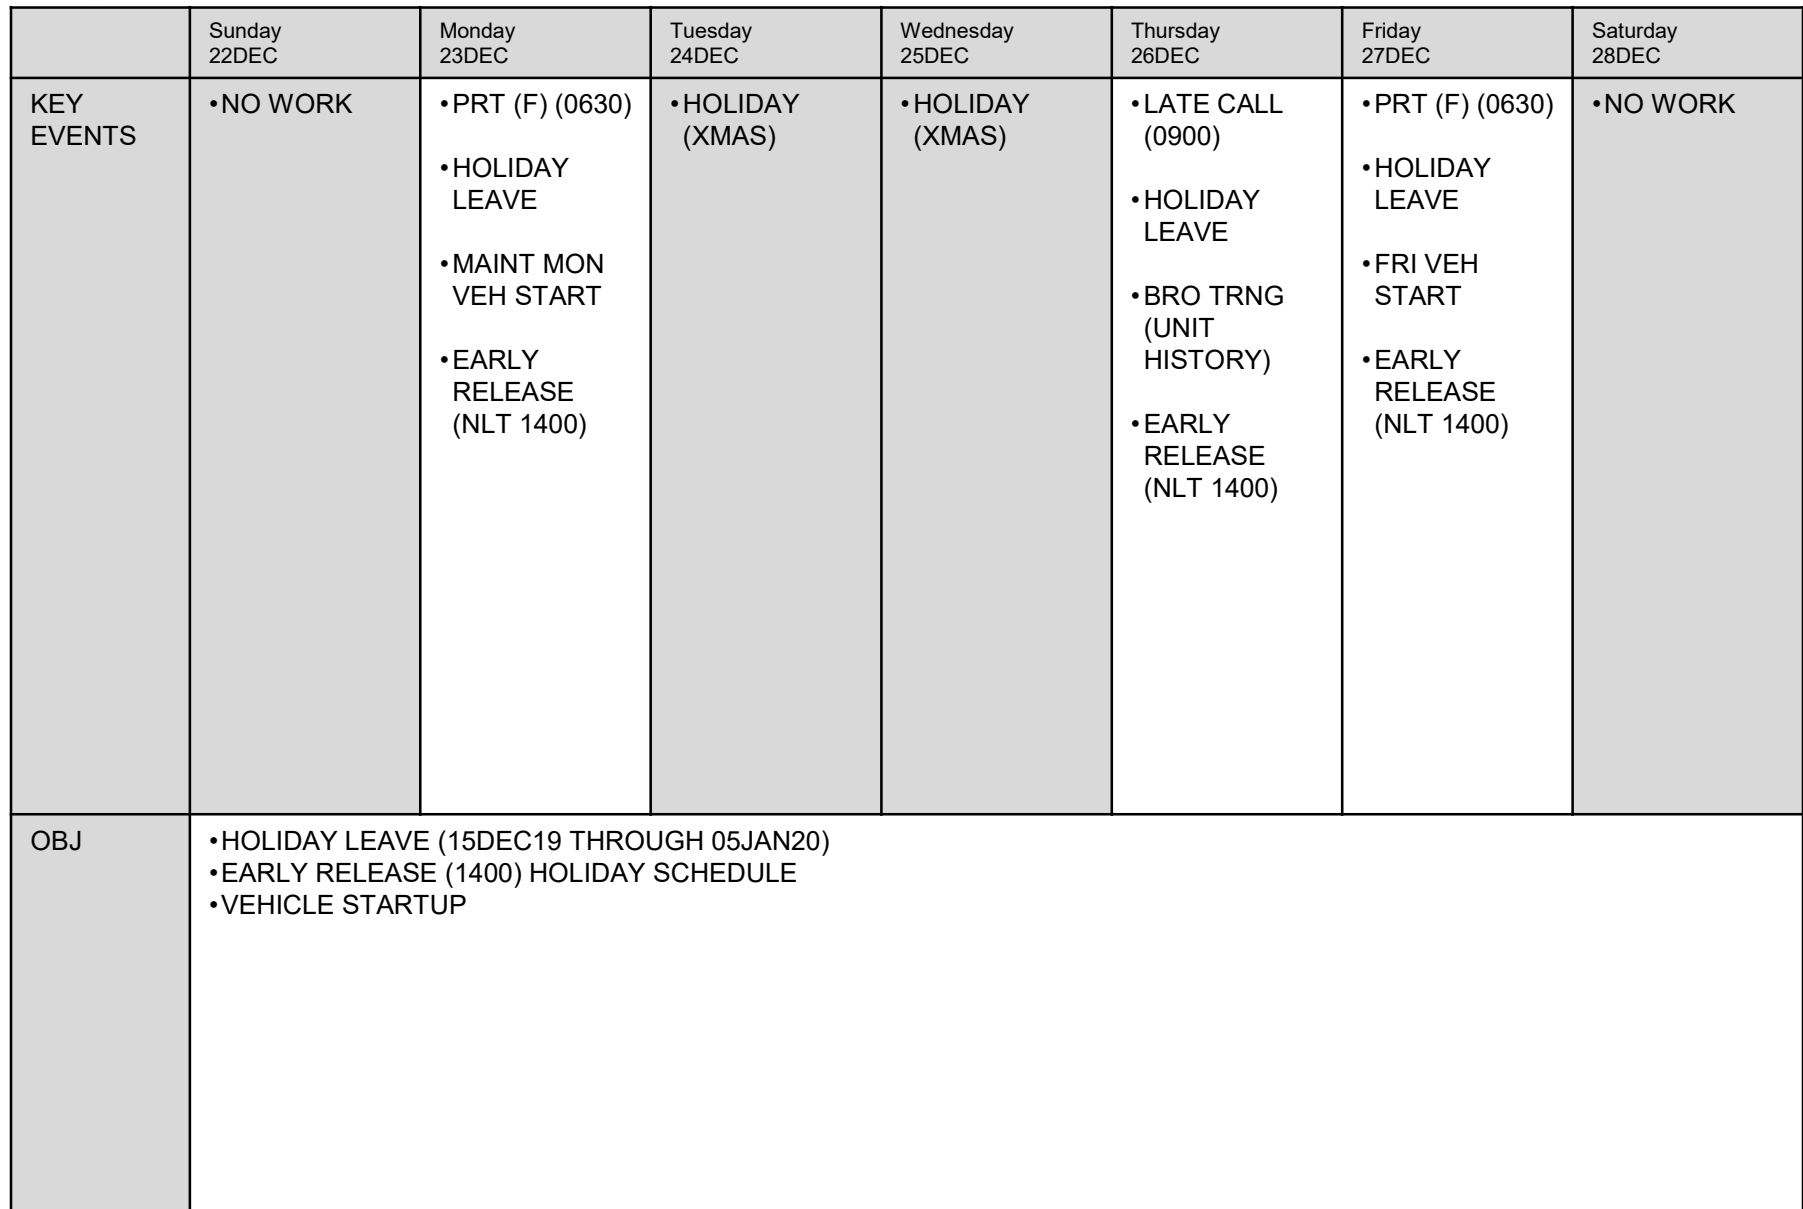 Sunday
22DEC
Monday
23DEC
Tuesday
24DEC
Wednesday
25DEC
Thursday
26DEC
Friday
27DEC
Saturday
28DEC
KEY
EVENTS
•NO WORK
•PRT (F) (0630)
•HOLIDAY
LEAVE
•MAINT MON
VEH START
•EARLY
RELEASE
(NLT 1400)
•HOLIDAY
(XMAS)
•HOLIDAY
(XMAS)
•LATE CALL
(0900)
•HOLIDAY
LEAVE
•BRO TRNG
(UNIT
HISTORY)
•EARLY
RELEASE
(NLT 1400)
•PRT (F) (0630)
•HOLIDAY
LEAVE
•FRI VEH
START
•EARLY
RELEASE
(NLT 1400)
•NO WORK
OBJ
•HOLIDAY LEAVE (15DEC19 THROUGH 05JAN20)
•EARLY RELEASE (1400) HOLIDAY SCHEDULE
•VEHICLE STARTUP